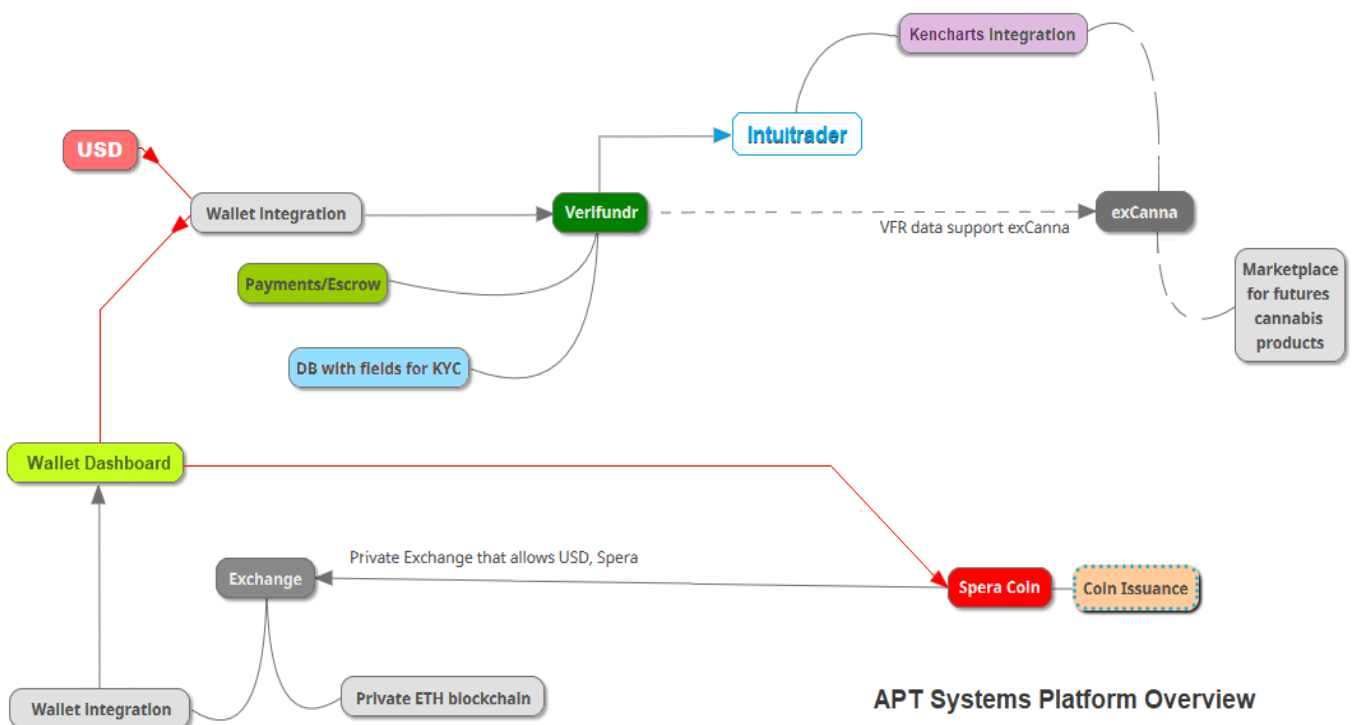 Kencharts Integration
Intuitrader
USD
Wallet Integration
Verifundr
exCanna
VFR data support exCanna
Payments/Escrow
Marketplace
for futures
cannabis
products
DB with fields for KYC
Wallet Dashboard
Private Exchange that allows USD, Spera
Exchange
Spera Coin
Coin Issuance
Wallet Integration
Private ETH blockchain
APT Systems Platform Overview